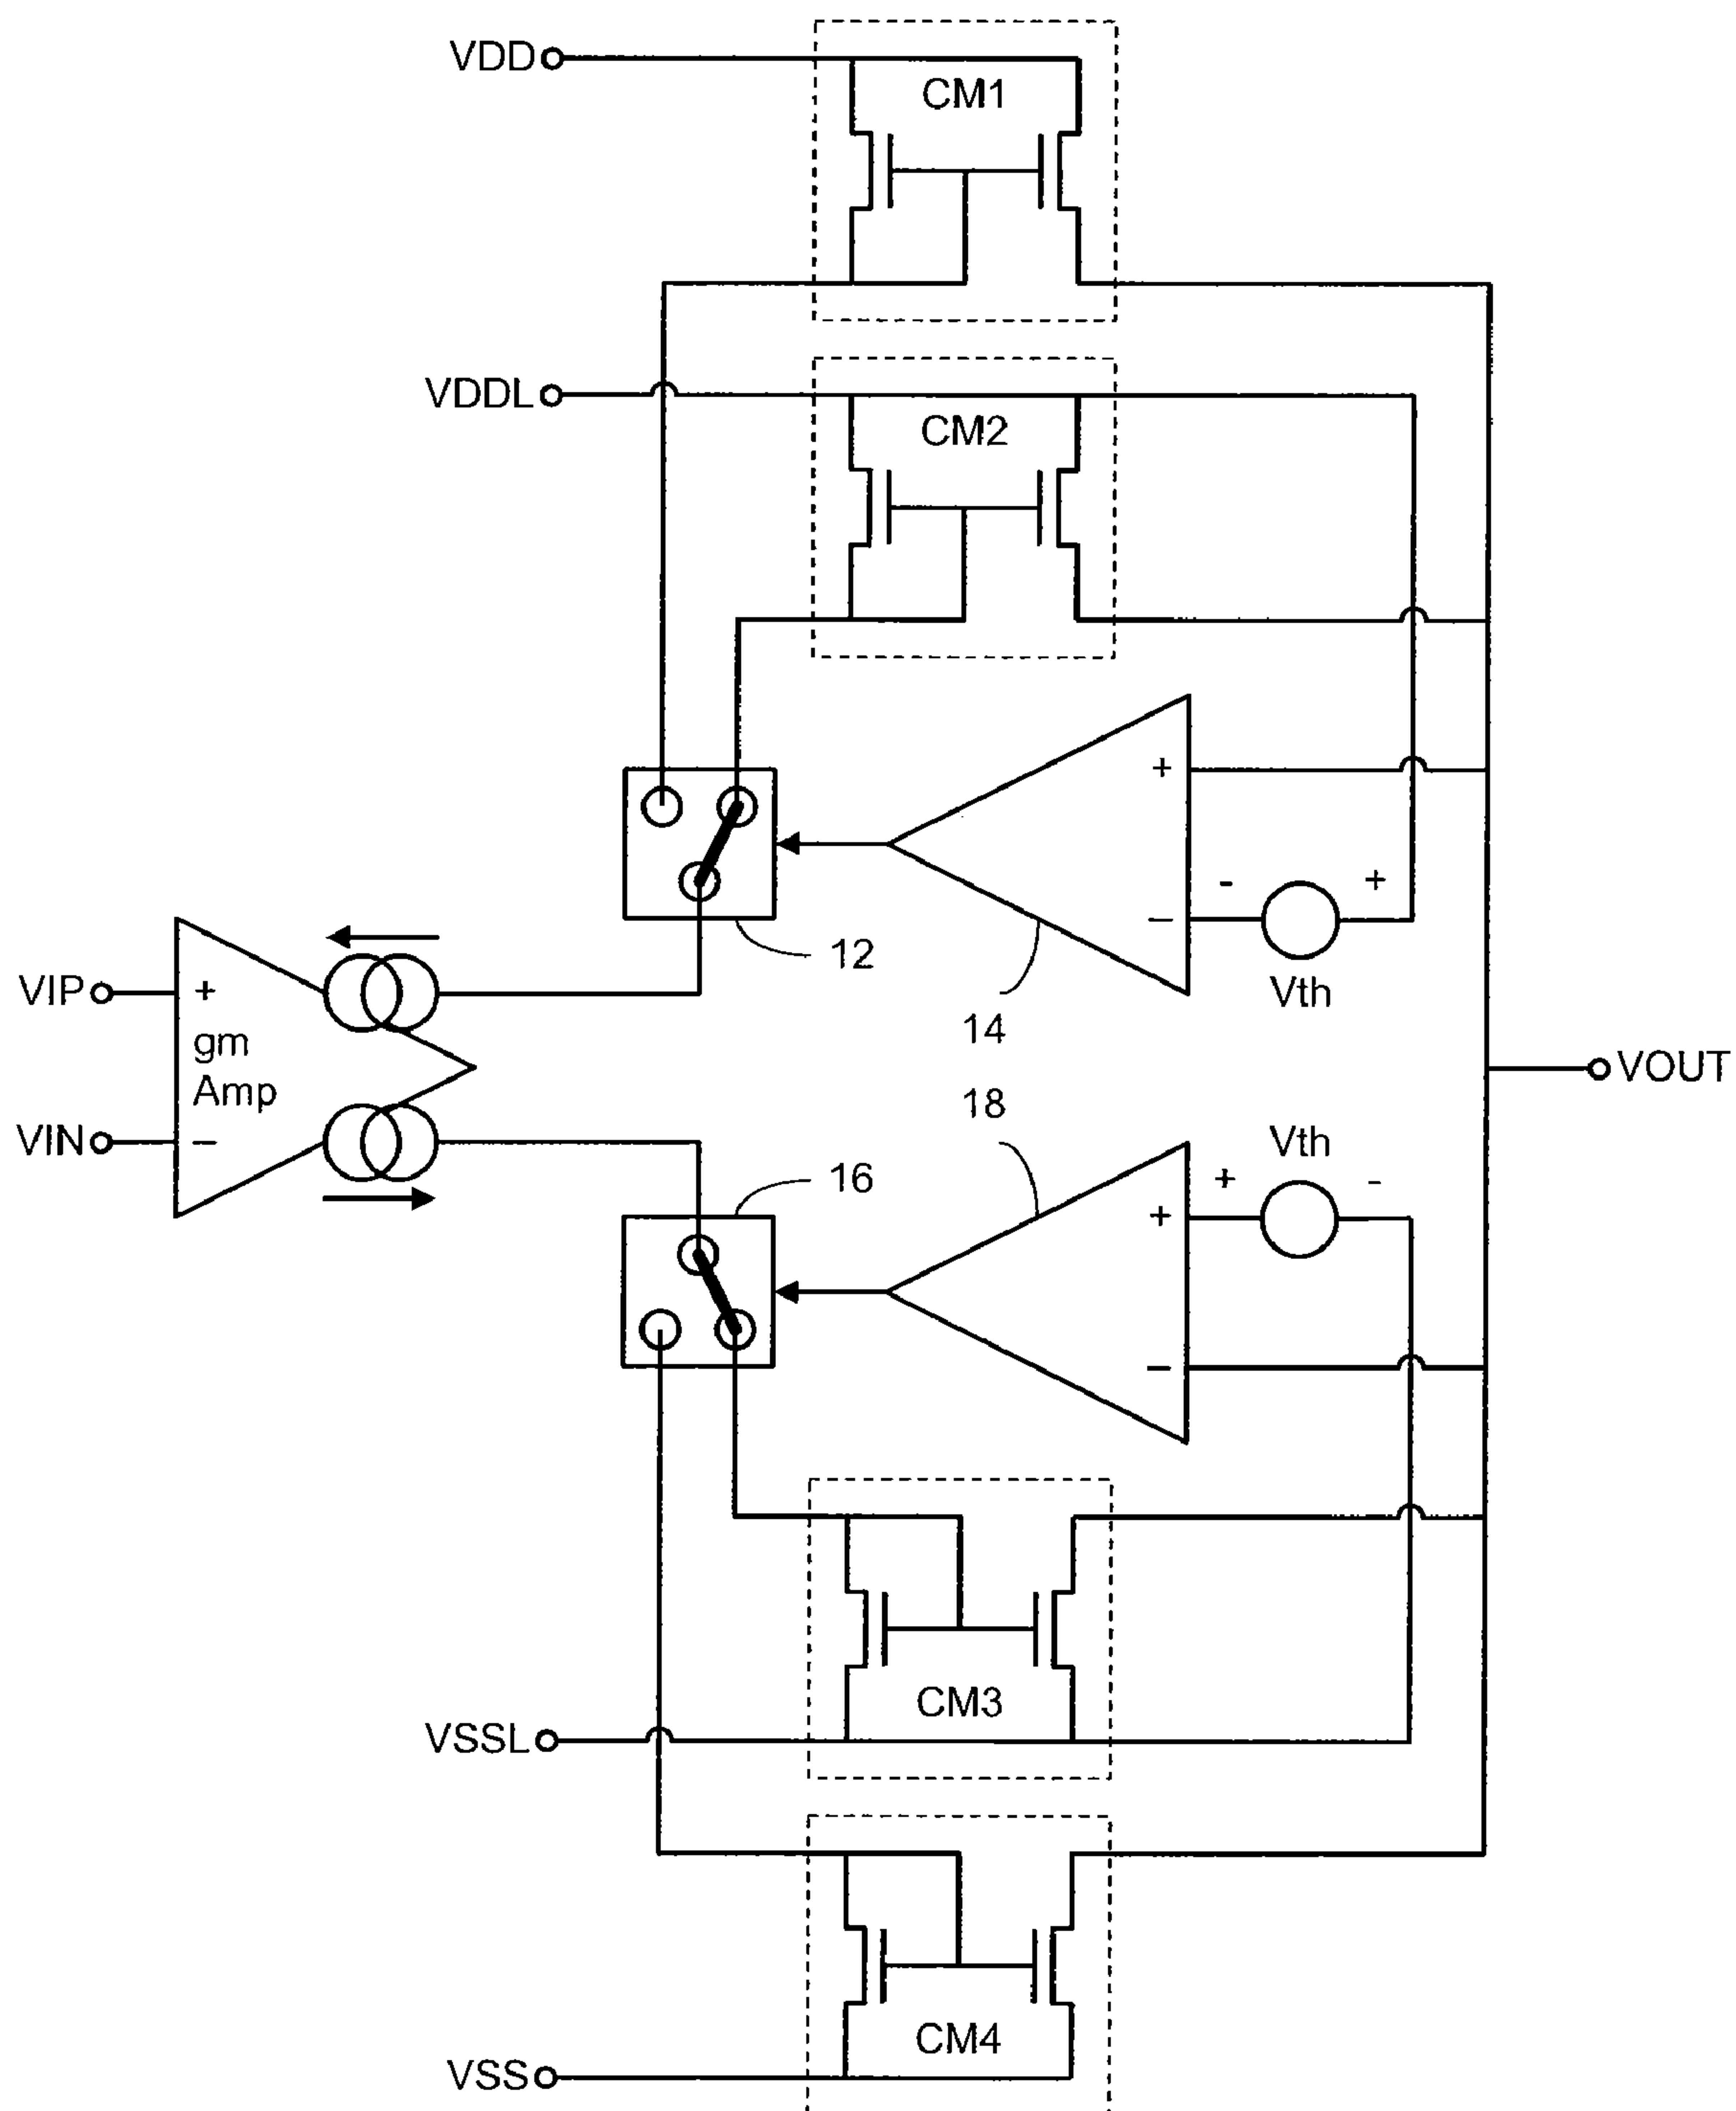 VDD
CM1
VDDL
CM2
+
- +
–
12
Vth
VIP
+
14
gm
Amp
VOUT
18
VIN
–
Vth
16
+ -
+
–
CM3
VSSL
CM4
VSS